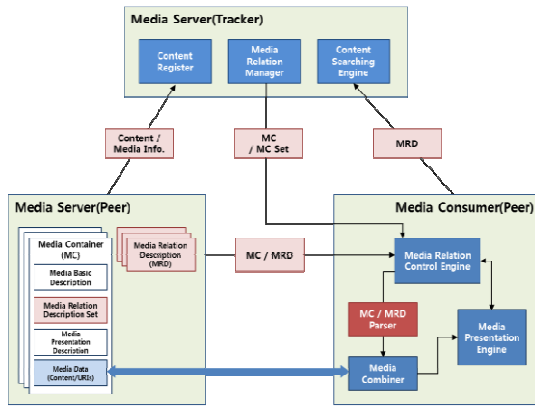 Media Server(Tracker)
Content
Register
Media
Relation
Manager
Content
Searching
Engine
Content /
Media Info.
MC
/ MC Set
MRD
Media Server(Peer)
Media Container
(MC)
Media Basic
Description
Media Relation
Description Set
Media
Presentation
Description
Media Data
(Content/URIs)
Media Relation
Description
(MRD)
MC / MRD
Media Consumer(Peer)
Media Relation
Control Engine
MC / MRD
Parser
Media
Combiner
Media
Presentation
Engine